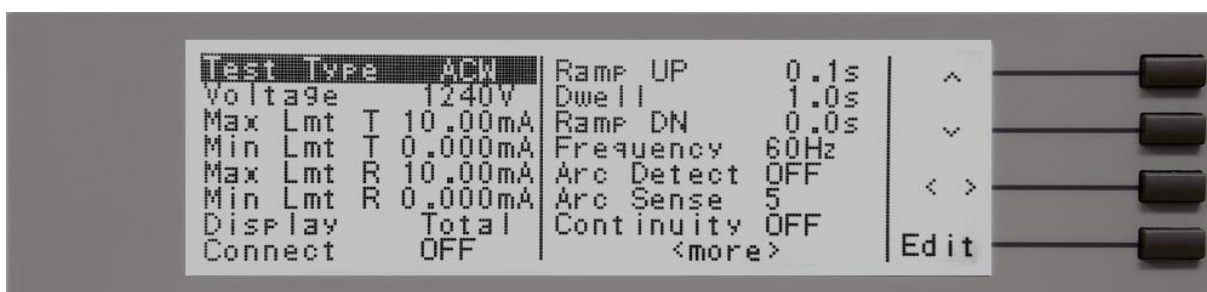 Test Type ACW
Voltage 1240V
Max Lmt T 10.00mA
Min Lmt T 0.000mA
Max Lmt R 10.00mA
Min Lmt R 0.000mA
Display Total
Connect OFF
Ramp UP 0.1s
Dwell 1.0s
Ramp DN 0.0s
Frequency 60Hz
Arc Detect OFF
Arc Sense 5
Continuity OFF
<more>
^
v
< >
Edit